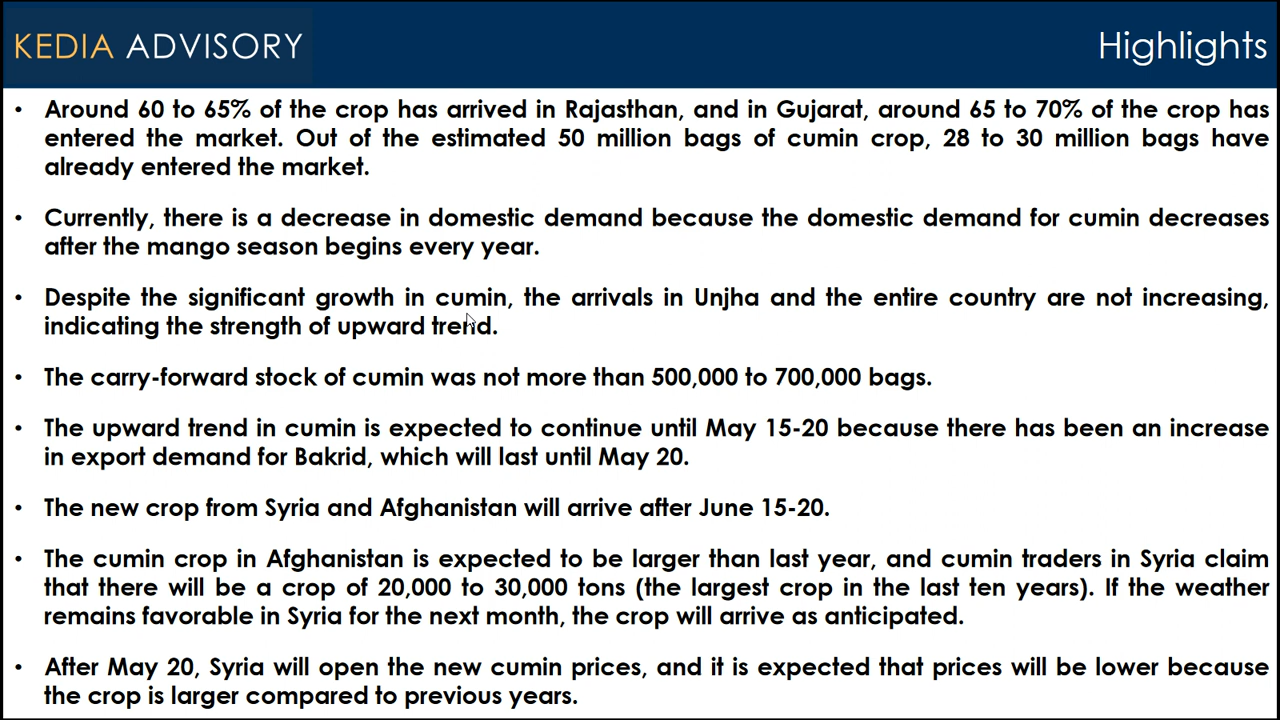 KEDIA ADVISORY
Highlights
• Around 60 to 65% of the crop has arrived in Rajasthan, and in Gujarat, around 65 to 70% of the crop has
entered the market. Out of the estimated 50 million bags of cumin crop, 28 to 30 million bags have
already entered the market.
• Currently, there is a decrease in domestic demand because the domestic demand for cumin decreases
after the mango season begins every year.
• Despite the significant growth in cumin, the arrivals in Unjha and the entire country are not increasing,
indicating the strength of upward trend.
• The carry-forward stock of cumin was not more than 500,000 to 700,000 bags.
• The upward trend in cumin is expected to continue until May 15-20 because there has been an increase
in export demand for Bakrid, which will last until May 20.
• The new crop from Syria and Afghanistan will arrive after June 15-20.
• The cumin crop in Afghanistan is expected to be larger than last year, and cumin traders in Syria claim
that there will be a crop of 20,000 to 30,000 tons (the largest crop in the last ten years). If the weather
remains favorable in Syria for the next month, the crop will arrive as anticipated.
• After May 20, Syria will open the new cumin prices, and it is expected that prices will be lower because
the crop is larger compared to previous years.